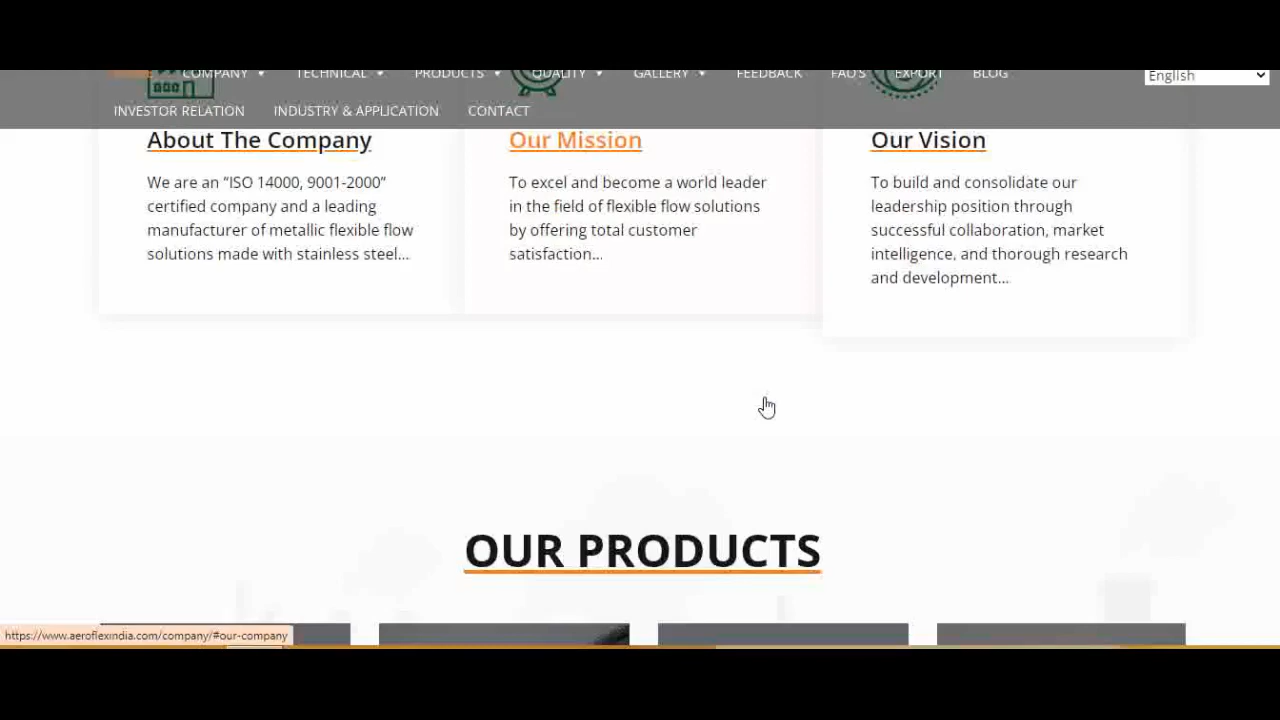 COMPANY TECHNICAL PRODUCTS QUALITY GALLERY FEEDBACK FAQ'S EXPORT BLOG
English
INVESTOR RELATION INDUSTRY & APPLICATION CONTACT
About The Company
We are an “ISO 14000, 9001-2000”
certified company and a leading
manufacturer of metallic flexible flow
solutions made with stainless steel...
Our Mission
To excel and become a world leader
in the field of flexible flow solutions
by offering total customer
satisfaction...
Our Vision
To build and consolidate our
leadership position through
successful collaboration, market
intelligence, and thorough research
and development...
OUR PRODUCTS
https://www.aeroflexindia.com/company/#our-company